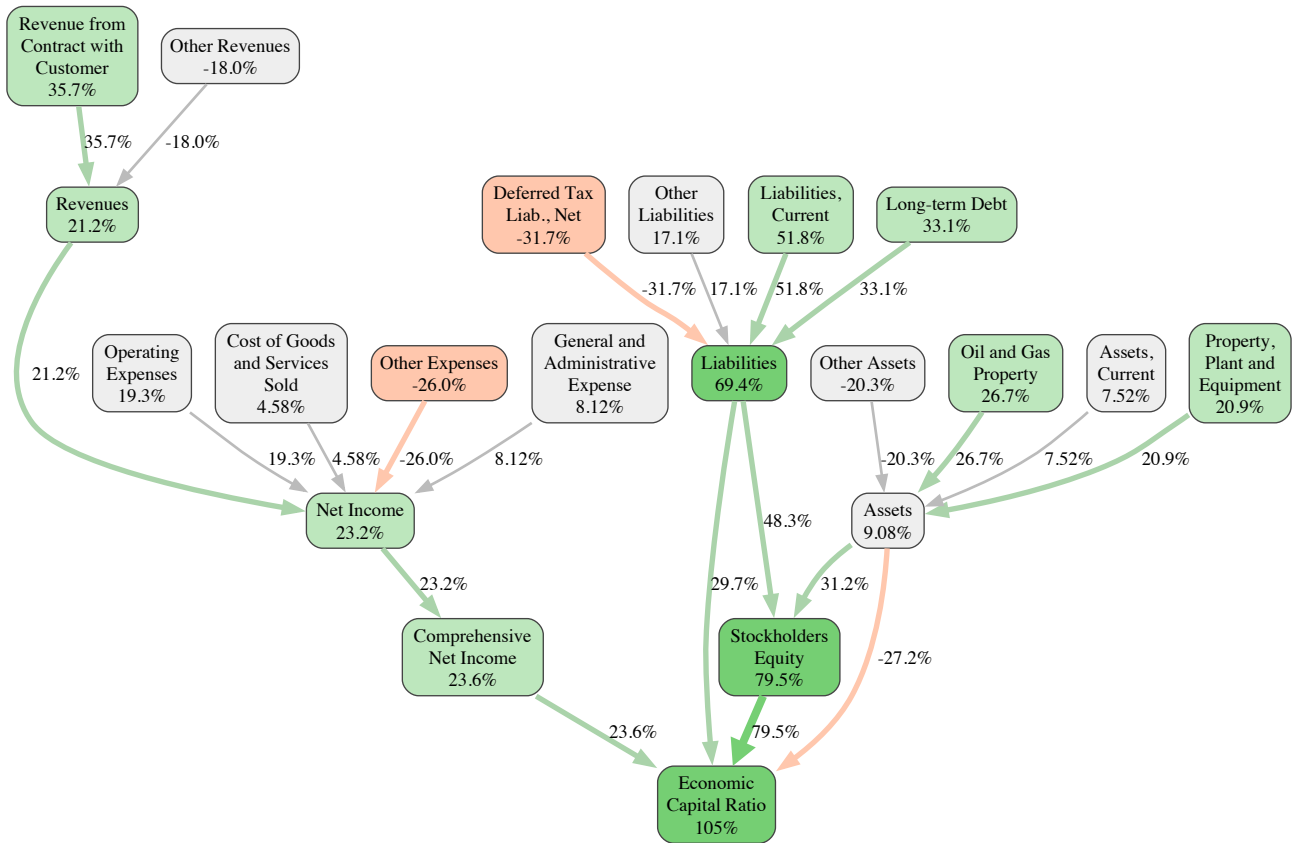 Revenue from
Contract with
Customer
35.7%
Other Revenues
-18.0%
35.7%
-18.0%
Revenues
21.2%
Deferred Tax
Liab., Net
-31.7%
Other
Liabilities
17.1%
Liabilities,
Current
51.8%
Long-term Debt
33.1%
-31.7%
17.1%
51.8%
33.1%
21.2%
Operating
Expenses
19.3%
Cost of Goods
and Services
Sold
4.58%
Other Expenses
-26.0%
General and
Administrative
Expense
8.12%
Liabilities
69.4%
Other Assets
-20.3%
Oil and Gas
Property
26.7%
Assets,
Current
7.52%
Property,
Plant and
Equipment
20.9%
19.3%
4.58%
-26.0%
8.12%
-20.3%
26.7%
7.52%
20.9%
Net Income
23.2%
48.3%
Assets
9.08%
23.2%
29.7%
31.2%
Comprehensive
Net Income
23.6%
Stockholders
Equity
79.5%
-27.2%
23.6%
79.5%
Economic
Capital Ratio
105%